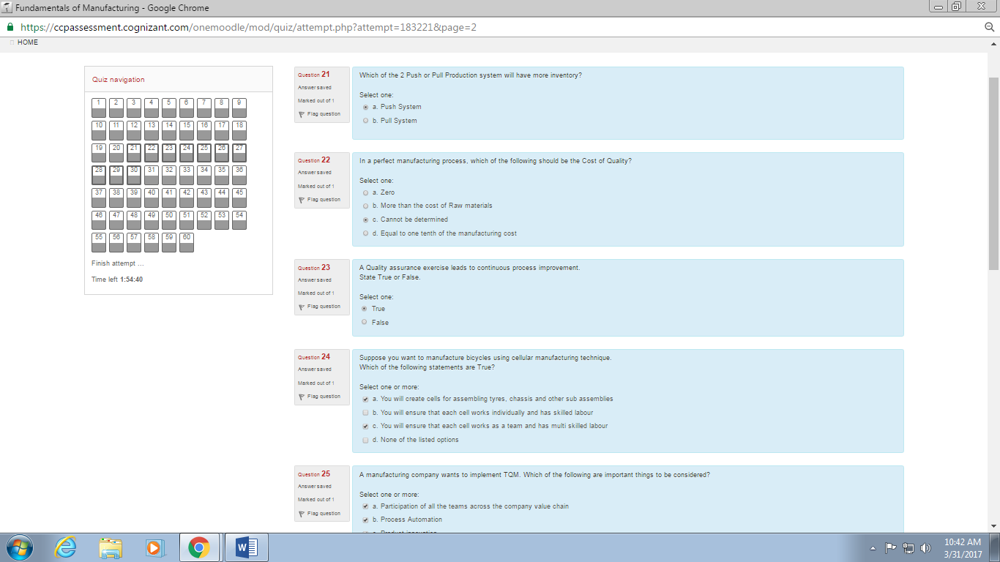 Fundamentals of Manufacturing - Google Chrome
https://ccpassessment.cognizant.com/onemoodle/mod/quiz/attempt.php?attempt=183221&page=2
HOME
Quiz navigation
1 2 3 4 5 6 7 8 9
10 11 12 13 14 15 16 17 18
19 20 21 22 23 24 25 26 27
28 29 30 31 32 33 34 35 36
37 38 39 40 41 42 43 44 45
46 47 48 49 50 51 52 53 54
55 56 57 58 59 60
Finish attempt ...
Time left 1:54:40
Question 21
Answer saved
Marked out of 1
Flag question
Which of the 2 Push or Pull Production system will have more inventory?
Select one:
a. Push System
b. Pull System
Question 22
Answer saved
Marked out of 1
Flag question
In a perfect manufacturing process, which of the following should be the Cost of Quality?
Select one:
a. Zero
b. More than the cost of Raw materials
c. Cannot be determined
d. Equal to one tenth of the manufacturing cost
Question 23
Answer saved
Marked out of 1
Flag question
A Quality assurance exercise leads to continuous process improvement.
State True or False.
Select one:
True
False
Question 24
Answer saved
Marked out of 1
Flag question
Suppose you want to manufacture bicycles using cellular manufacturing technique.
Which of the following statements are True?
Select one or more:
a. You will create cells for assembling tyres, chassis and other sub assemblies
b. You will ensure that each cell works individually and has skilled labour
c. You will ensure that each cell works as a team and has multi skilled labour
d. None of the listed options
Question 25
Answer saved
Marked out of 1
Flag question
A manufacturing company wants to implement TQM. Which of the following are important things to be considered?
Select one or more:
a. Participation of all the teams across the company value chain
b. Process Automation
c. Product innovation
10:42 AM
3/31/2017